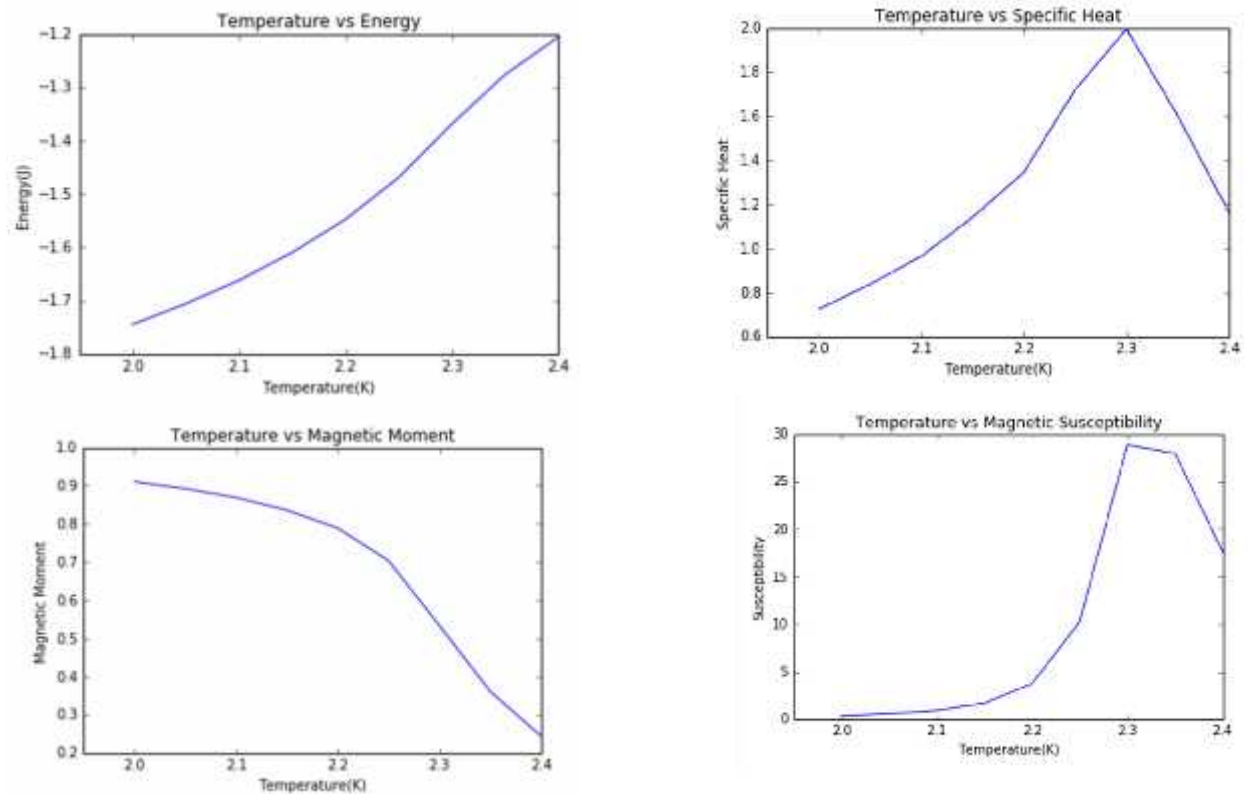 Temperature vs Energy
−1.2
−1.3
−1.4
−1.5
−1.6
−1.7
−1.8
Energy(J)
2.0 2.1 2.2 2.3 2.4
Temperature(K)
Temperature vs Specific Heat
2.0
1.8
1.6
1.4
1.2
1.0
0.8
0.6
Specific Heat
2.0 2.1 2.2 2.3 2.4
Temperature(K)
Temperature vs Magnetic Moment
1.0
0.9
0.8
0.7
0.6
0.5
0.4
0.3
0.2
Magnetic Moment
2.0 2.1 2.2 2.3 2.4
Temperature(K)
Temperature vs Magnetic Susceptibility
30
25
20
15
10
5
0
Susceptibility
2.0 2.1 2.2 2.3 2.4
Temperature(K)